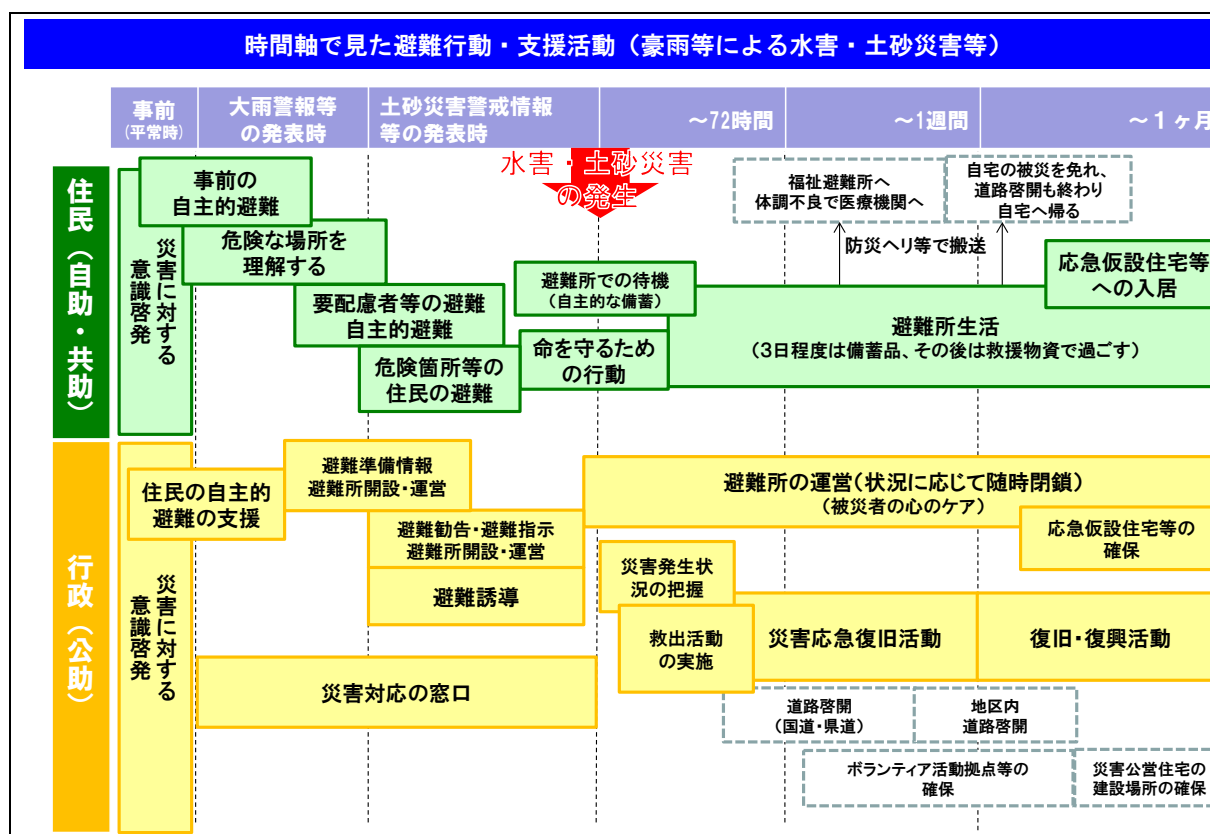 時間軸で見た避難行動・支援活動（豪雨等による水害・土砂災害等）
事前
（平常時）
大雨警報等
の発表時
土砂災害警戒情報
等の発表時
～72時間
～1週間
～１ヶ月
水害・土砂災害
の発生
住民（自助・共助）
災害に対する
意識啓発
事前の
自主的避難
危険な場所を
理解する
要配慮者等の避難
自主的避難
危険箇所等の
住民の避難
避難所での待機
（自主的な備蓄）
命を守るため
の行動
福祉避難所へ
体調不良で医療機関へ
自宅の被災を免れ、
道路啓開も終わり
自宅へ帰る
防災ヘリ等で搬送
避難所生活
（３日程度は備蓄品、その後は救援物資で過ごす）
応急仮設住宅等
への入居
行政（公助）
災害に対する
意識啓発
住民の自主的
避難の支援
避難準備情報
避難所開設・運営
避難勧告・避難指示
避難所開設・運営
避難誘導
災害対応の窓口
避難所の運営（状況に応じて随時閉鎖）
（被災者の心のケア）
応急仮設住宅等の
確保
災害発生状
況の把握
救出活動
の実施
災害応急復旧活動
復旧・復興活動
道路啓開
（国道・県道）
地区内
道路啓開
ボランティア活動拠点等の
確保
災害公営住宅の
建設場所の確保